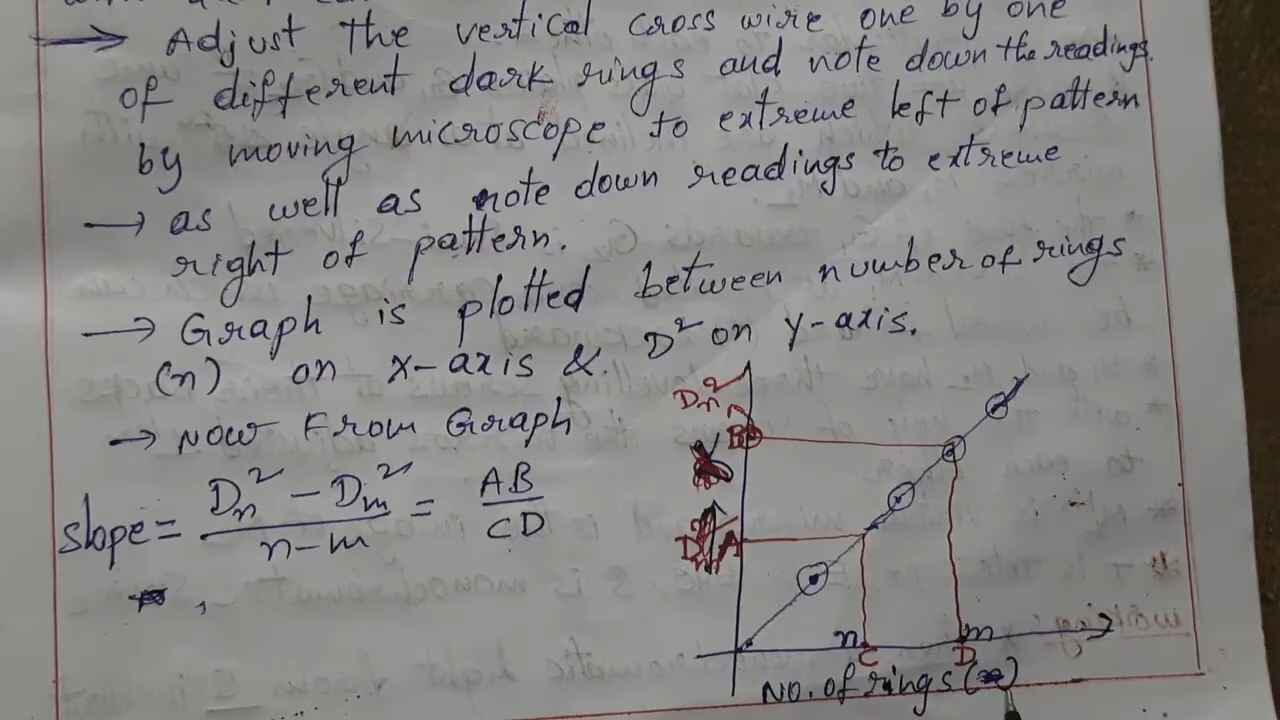 → Adjust the vertical cross wire one by one
of different dark rings and note down the readings.
by moving microscope to extreme left of pattern
→ as well as note down readings to extreme
right of pattern.
→ Graph is plotted between number of rings
(n) on x-axis & D² on y-axis.
→ Now From Graph
slope = (Dn² - Dm²)/(n-m) = AB/CD
Dn²
B
A
n m
C D
No. of rings